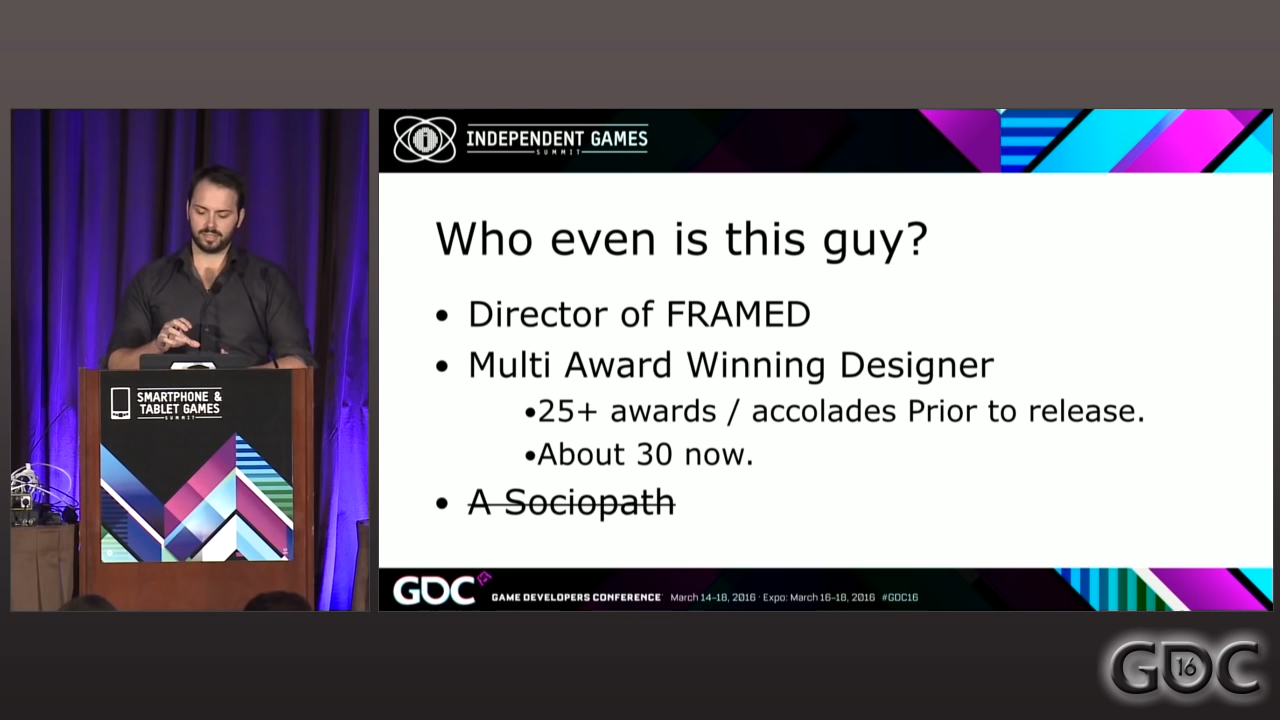 INDEPENDENT GAMES
SUMMIT
Who even is this guy?
• Director of FRAMED
• Multi Award Winning Designer
•25+ awards / accolades Prior to release.
•About 30 now.
• A Sociopath
SMARTPHONE &
TABLET GAMES
SUMMIT
GDC GAME DEVELOPERS CONFERENCE March 14–18, 2016 · Expo: March 16–18, 2016 #GDC16
GDC 16